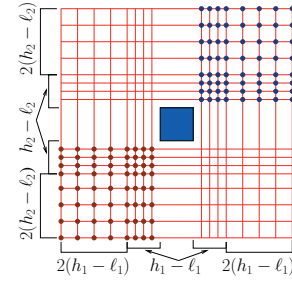 2(h₂ − ℓ₂)
h₂ − ℓ₂
2(h₂ − ℓ₂)
2(h₁ − ℓ₁) h₁ − ℓ₁ 2(h₁ − ℓ₁)